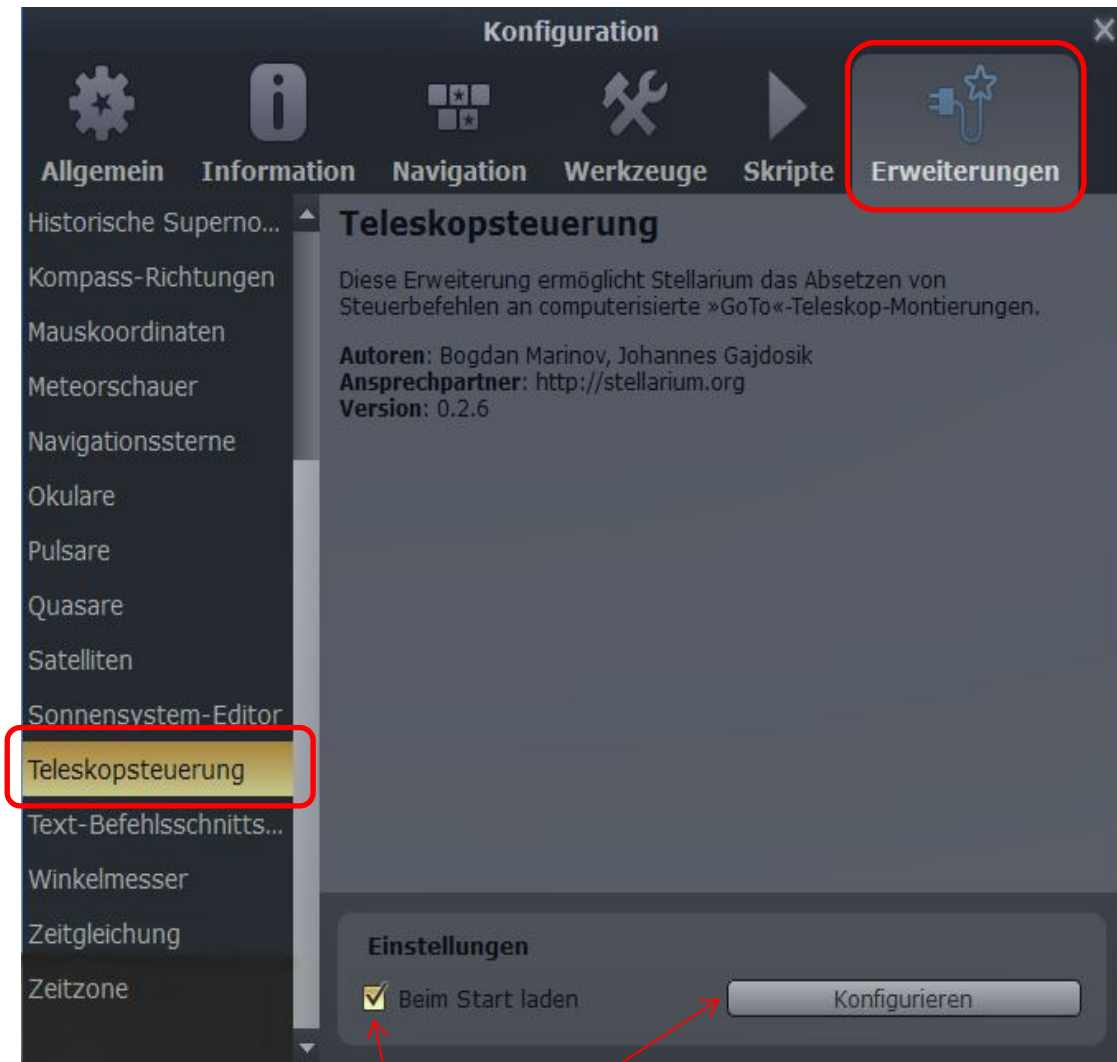 Konfiguration
Allgemein Information Navigation Werkzeuge Skripte Erweiterungen
Historische Superno...
Kompass-Richtungen
Mauskoordinaten
Meteorschauer
Navigationssterne
Okulare
Pulsare
Quasare
Satelliten
Sonnensystem-Editor
Teleskopsteuerung
Text-Befehlsschnitts...
Winkelmesser
Zeitgleichung
Zeitzone
Teleskopsteuerung
Diese Erweiterung ermöglicht Stellarium das Absetzen von
Steuerbefehlen an computerisierte »GoTo«-Teleskop-Montierungen.
Autoren: Bogdan Marinov, Johannes Gajdosik
Ansprechpartner: http://stellarium.org
Version: 0.2.6
Einstellungen
Beim Start laden
Konfigurieren